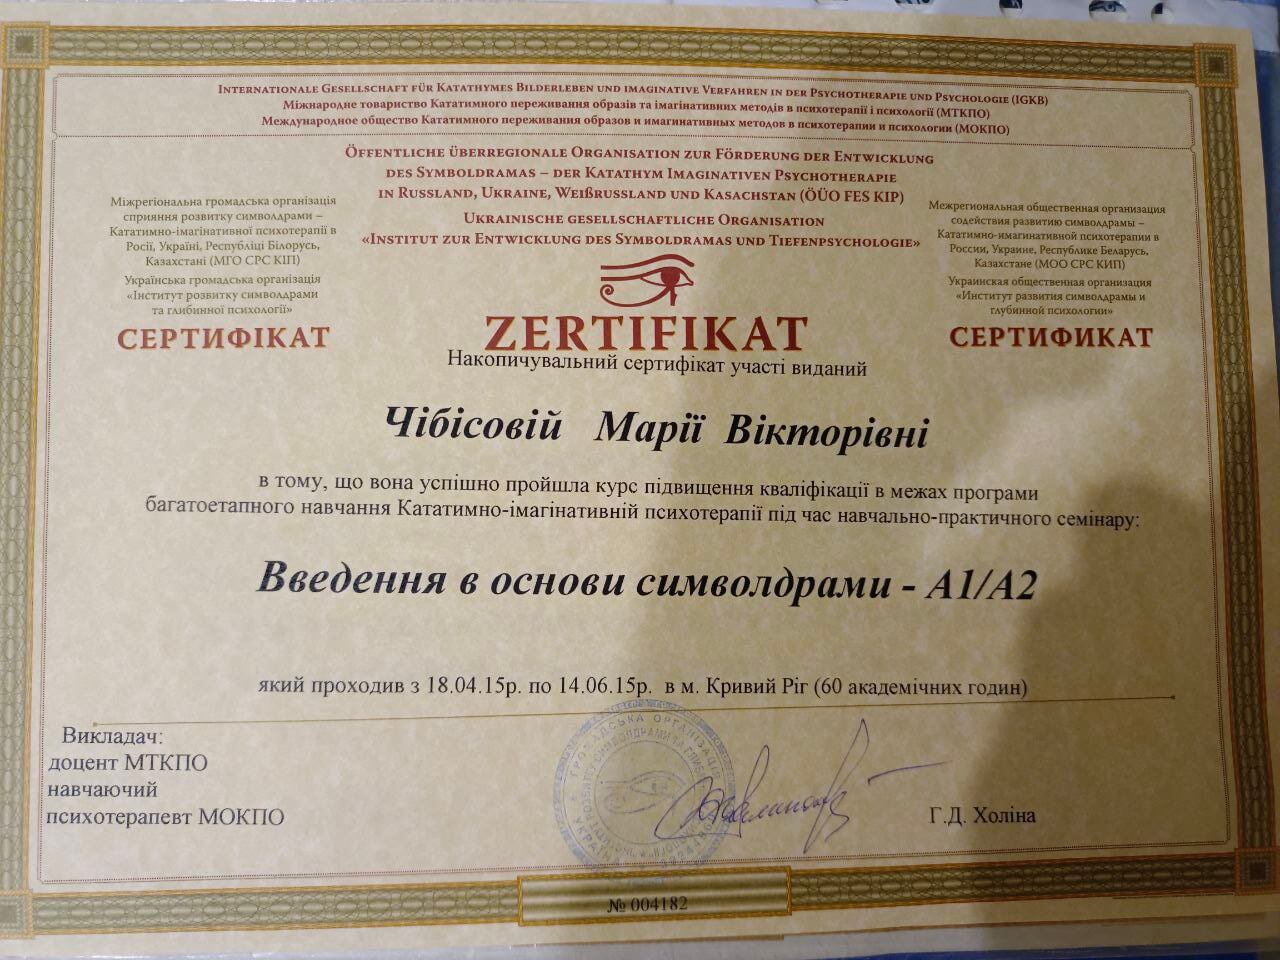 Internationale Gesellschaft für Katathymes Bilderleben und imaginative Verfahren in der Psychotherapie und Psychologie (IGKB)
Міжнародне товариство Кататимного переживання образів та імагінативних методів в психотерапії і психології (МТКПО)
Международное общество Кататимного переживания образов и имагинативных методов в психотерапии и психологии (МОКПО)
Öffentliche überregionale Organisation zur Förderung der Entwicklung
des Symboldramas – der Katathym Imaginativen Psychotherapie
in Russland, Ukraine, Weißrussland und Kasachstan (ÖÜO FES KIP)
Ukrainische gesellschaftliche Organisation
«Institut zur Entwicklung des Symboldramas und Tiefenpsychologie»
Міжрегіональна громадська організація
сприяння розвитку символдрами –
Кататимно-імагінативної психотерапії в
Росії, Україні, Республіці Білорусь,
Казахстані (МГО СРС КІП)
Українська громадська організація
«Інститут розвитку символдрами
та глибинної психології»
СЕРТИФІКАТ
Межрегиональная общественная организация
содействия развитию символдрамы –
Кататимно-имагинативной психотерапии в
России, Украине, Республике Беларусь,
Казахстане (МОО СРС КИП)
Украинская общественная организация
«Институт развития символдрамы и
глубинной психологии»
СЕРТИФИКАТ
ZERTIFIKAT
Накопичувальний сертифікат участі виданий
Чібісовій Марії Вікторівні
в тому, що вона успішно пройшла курс підвищення кваліфікації в межах програми
багатоетапного навчання Кататимно-імагінативній психотерапії під час навчально-практичного семінару:
Введення в основи символдрами - А1/А2
який проходив з 18.04.15р. по 14.06.15р. в м. Кривий Ріг (60 академічних годин)
Викладач:
доцент МТКПО
навчаючий
психотерапевт МОКПО
Г.Д. Холіна
ГРОМАДСЬКА ОРГАНІЗАЦІЯ
УКРАЇНА
№ 004182